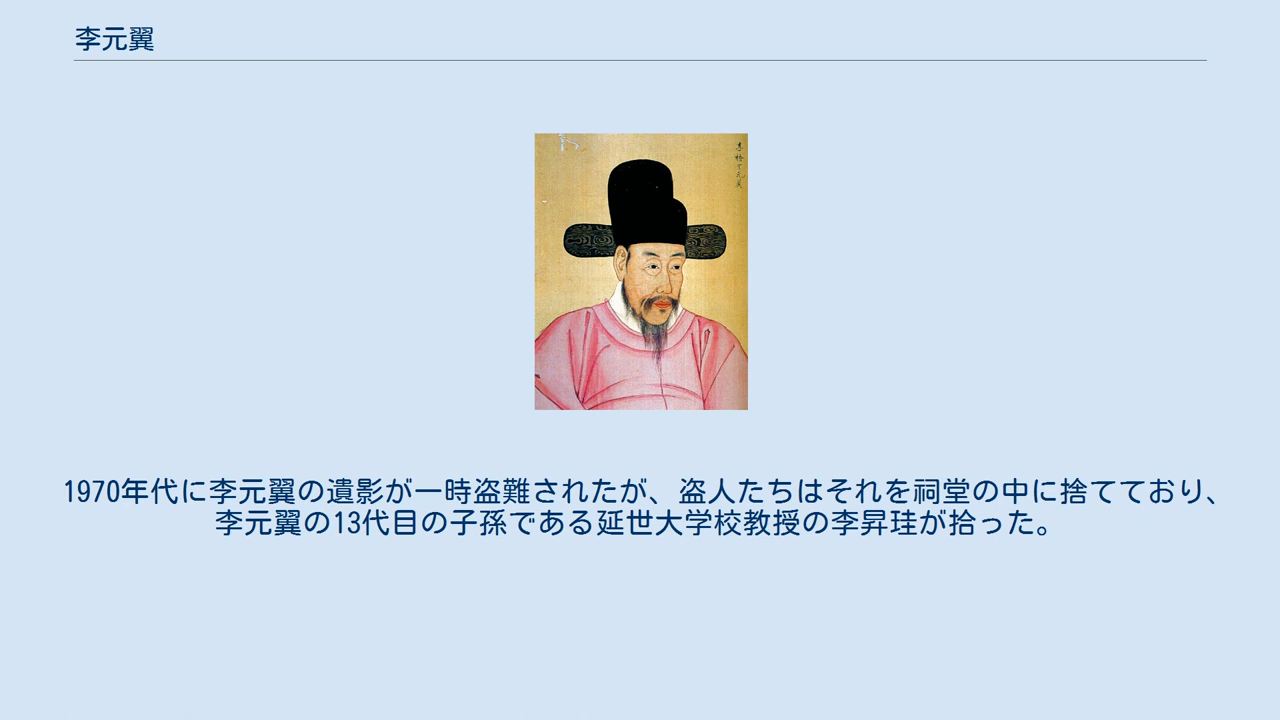 李元翼
1970年代に李元翼の遺影が一時盗難されたが、盗人たちはそれを祠堂の中に捨てており、
李元翼の13代目の子孫である延世大学校教授の李昇珪が拾った。